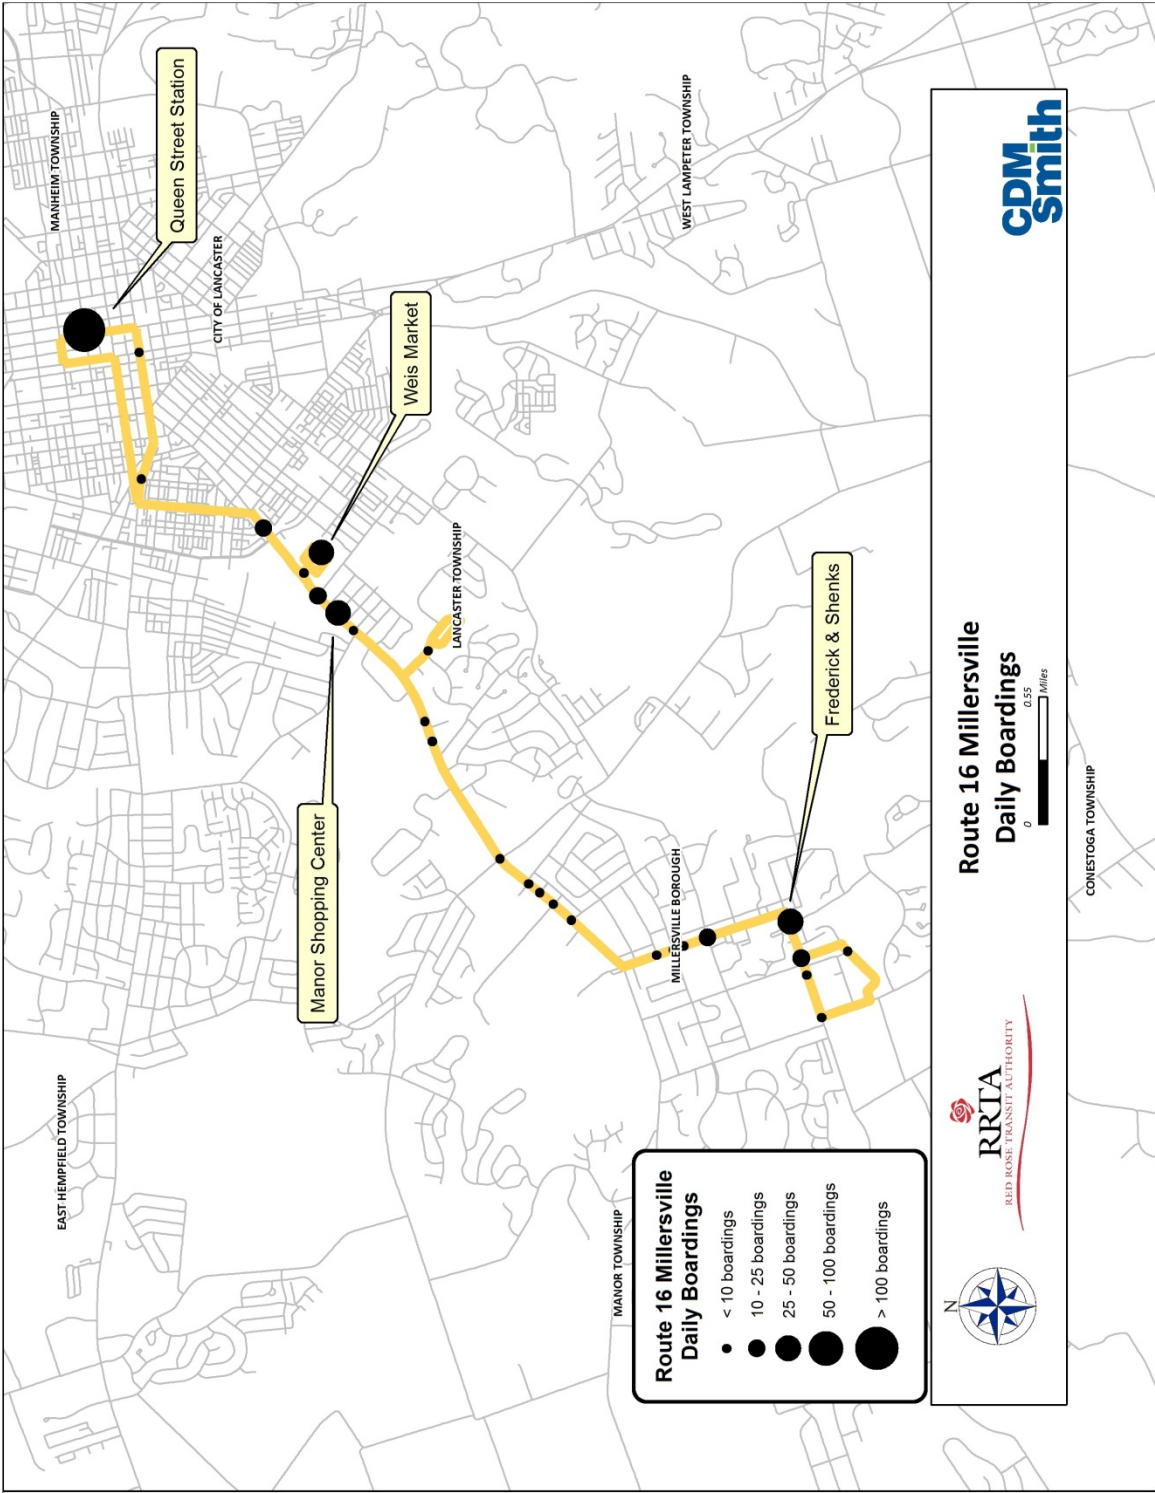 MANHEIM TOWNSHIP
Queen Street Station
CITY OF LANCASTER
WEST LAMPETER TOWNSHIP
Weis Market
LANCASTER TOWNSHIP
EAST HEMPFIELD TOWNSHIP
Manor Shopping Center
Frederick & Shenks
MILLERSVILLE BOROUGH
MANOR TOWNSHIP
CONESTOGA TOWNSHIP
Route 16 Millersville
Daily Boardings
< 10 boardings
10 - 25 boardings
25 - 50 boardings
50 - 100 boardings
> 100 boardings
N
RRTA
RED ROSE TRANSIT AUTHORITY
Route 16 Millersville
Daily Boardings
0 0.55
Miles
CDM
Smith